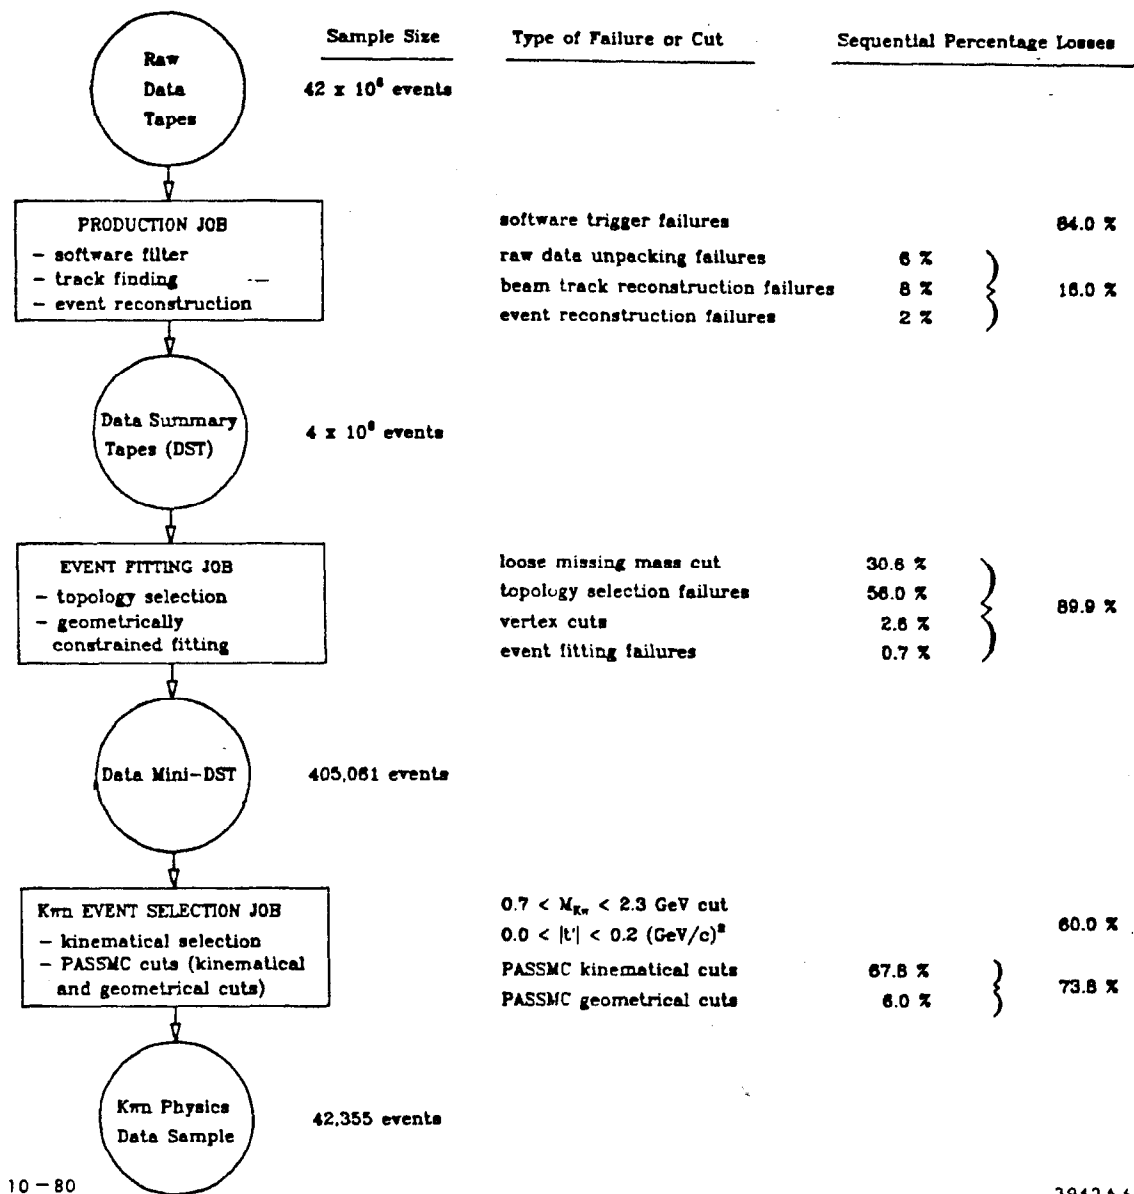 Sample Size    Type of Failure or Cut    Sequential Percentage Losses
Raw
Data
Tapes
42 x 10⁶ events
PRODUCTION JOB
– software filter
– track finding
– event reconstruction
software trigger failures    84.0 %
raw data unpacking failures    6 %
beam track reconstruction failures    8 %    16.0 %
event reconstruction failures    2 %
Data Summary
Tapes (DST)
4 x 10⁶ events
EVENT FITTING JOB
– topology selection
– geometrically
constrained fitting
loose missing mass cut    30.6 %
topology selection failures    56.0 %    89.9 %
vertex cuts    2.6 %
event fitting failures    0.7 %
Data Mini-DST
405,061 events
Kπn EVENT SELECTION JOB
– kinematical selection
– PASSMC cuts (kinematical
and geometrical cuts)
0.7 < M_Kπ < 2.3 GeV cut
0.0 < |t'| < 0.2 (GeV/c)²    60.0 %
PASSMC kinematical cuts    67.8 %    73.8 %
PASSMC geometrical cuts    6.0 %
Kπn Physics
Data Sample
42,355 events
10 – 80